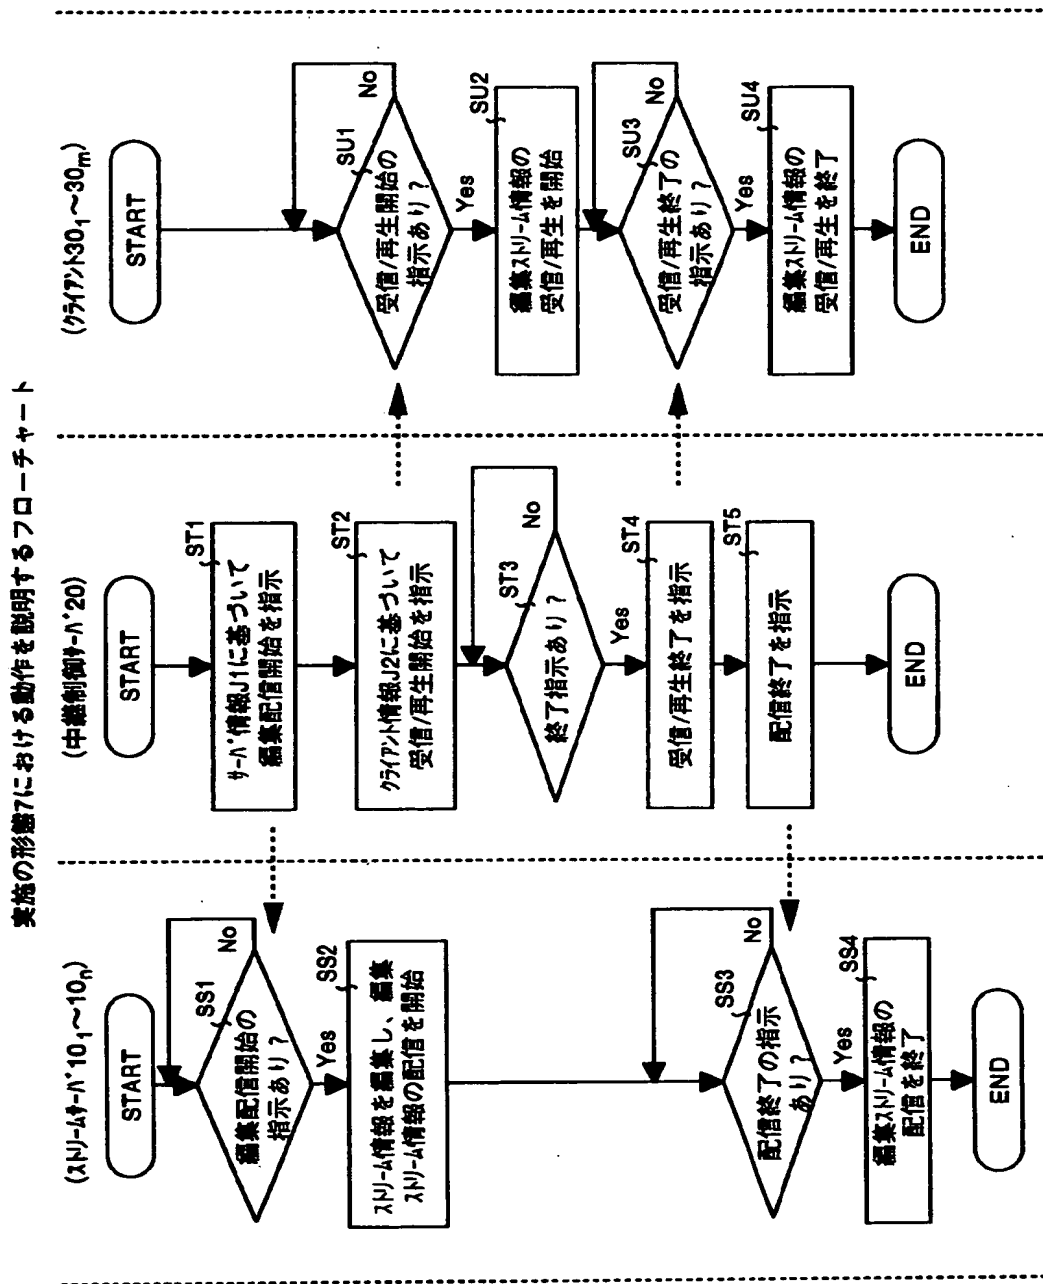 実施の形態7における動作を説明するフローチャート
(ストリームサーバ10₁～10ₙ)
START
SS1
編集配信開始の
指示あり?
No
Yes
SS2
ストリーム情報を編集し、編集
ストリーム情報の配信を開始
SS3
配信終了の指示
あり?
No
Yes
SS4
編集ストリーム情報の
配信を終了
END
(中継制御サーバ20)
START
ST1
サーバ情報J1に基づいて
編集配信開始を指示
ST2
クライアント情報J2に基づいて
受信/再生開始を指示
ST3
終了指示あり?
No
Yes
ST4
受信/再生終了を指示
ST5
配信終了を指示
END
(クライアント30₁～30ₘ)
START
SU1
受信/再生開始の
指示あり?
No
Yes
SU2
編集ストリーム情報の
受信/再生を開始
SU3
受信/再生終了の
指示あり?
No
Yes
SU4
編集ストリーム情報の
受信/再生を終了
END